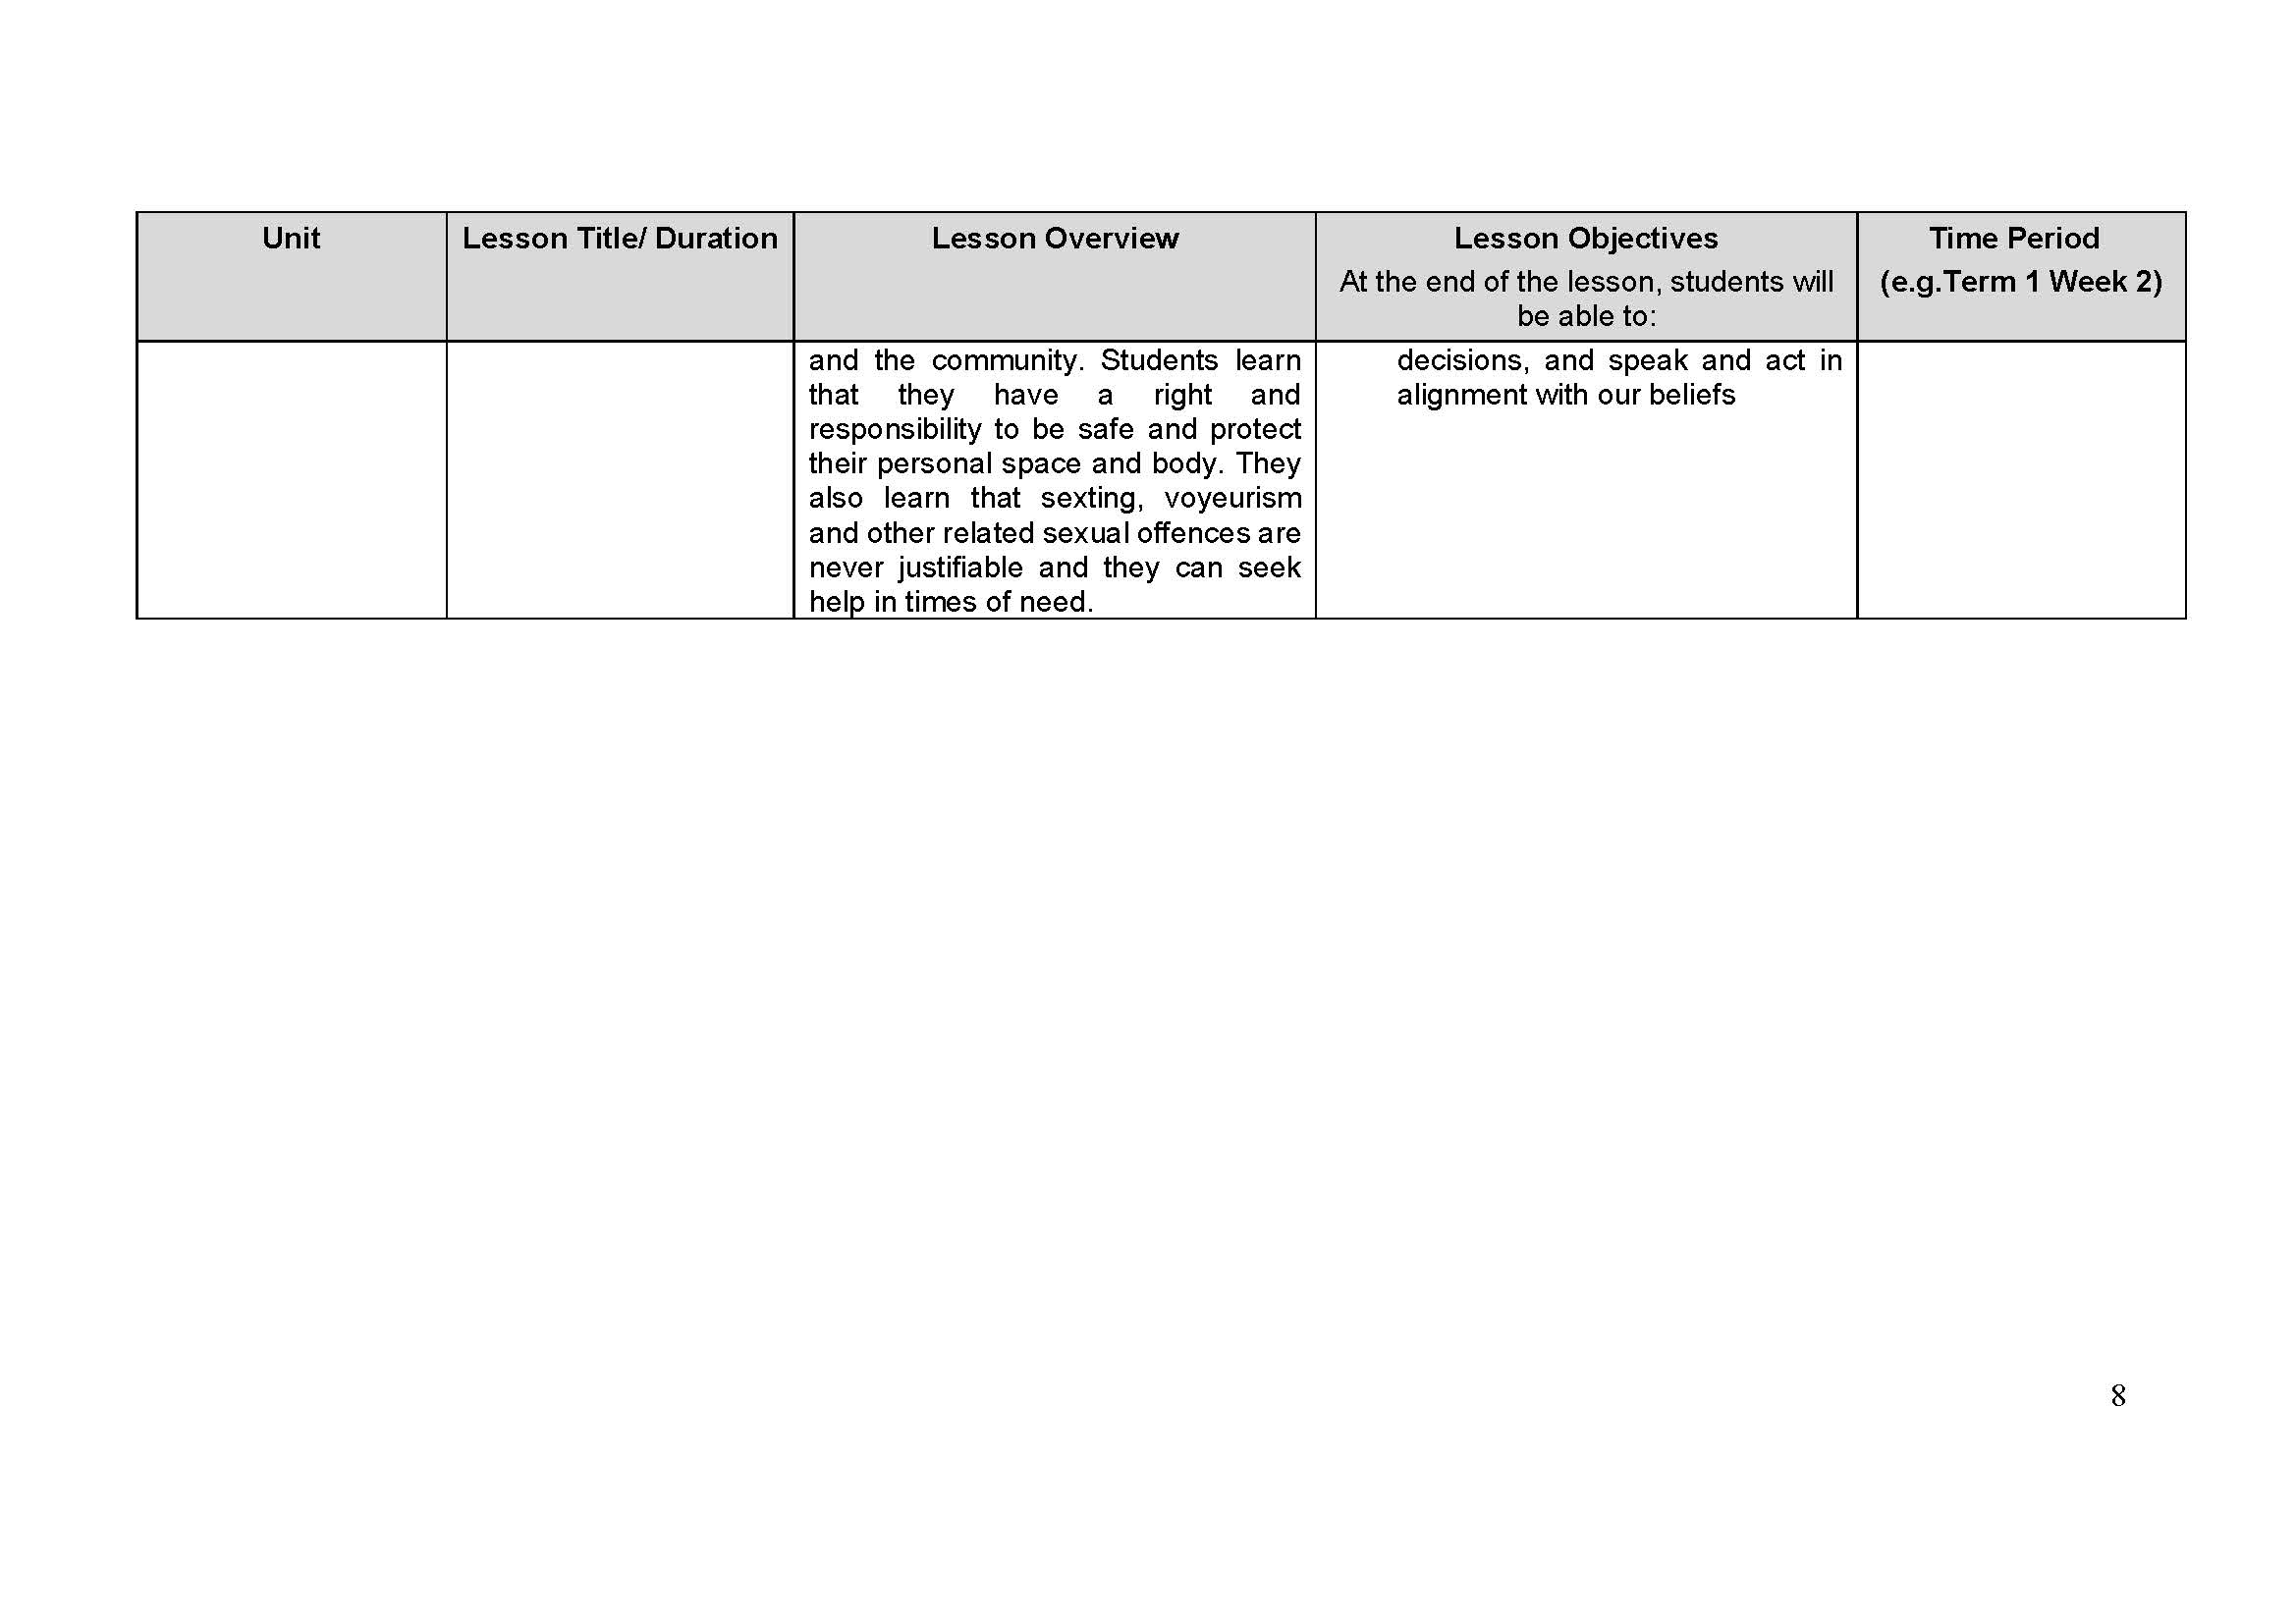 Unit
Lesson Title/ Duration
Lesson Overview
Lesson Objectives
At the end of the lesson, students will
be able to:
Time Period
(e.g.Term 1 Week 2)
and the community. Students learn
that they have a right and
responsibility to be safe and protect
their personal space and body. They
also learn that sexting, voyeurism
and other related sexual offences are
never justifiable and they can seek
help in times of need.
decisions, and speak and act in
alignment with our beliefs
8